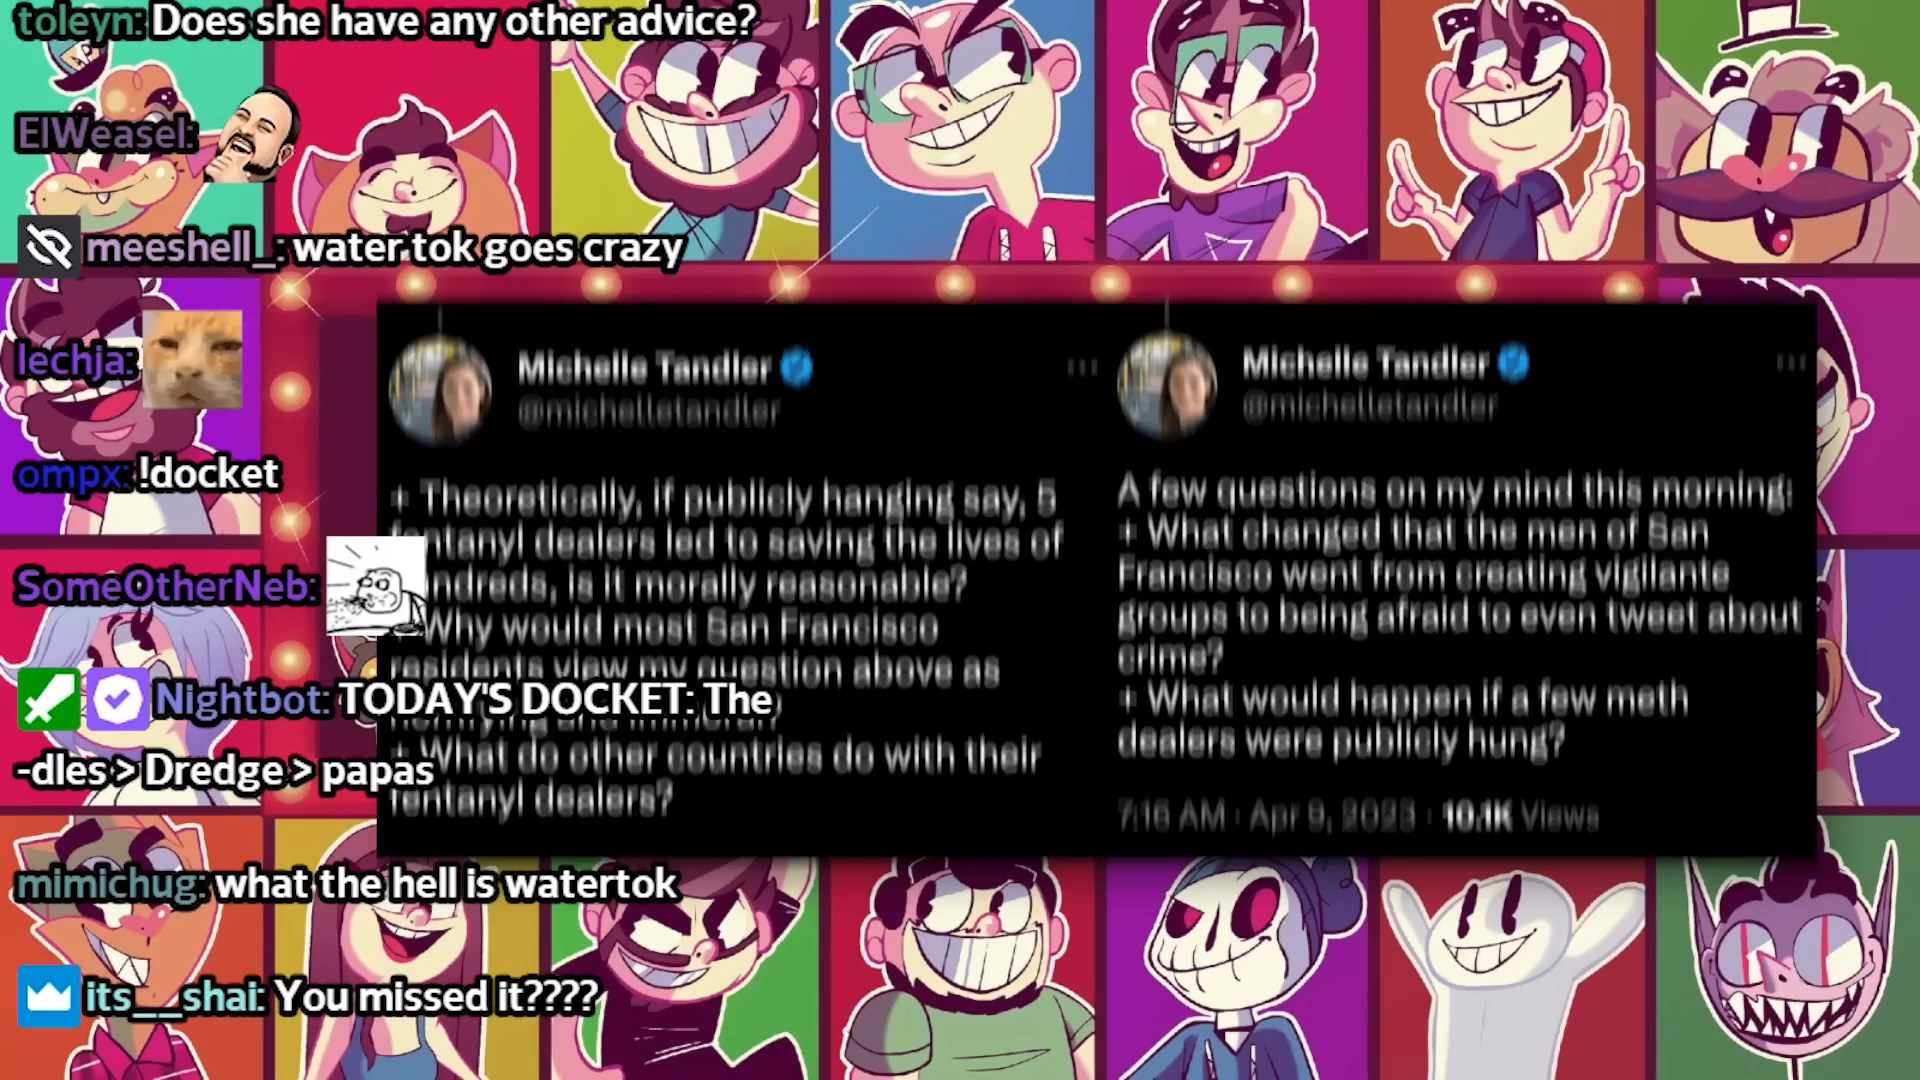 toleyn: Does she have any other advice?
ElWeasel:
meeshell_: water tok goes crazy
lechja:
ompx: !docket
SomeOtherNeb:
Nightbot: TODAY'S DOCKET: The
-dles > Dredge > papas
mimichug: what the hell is watertok
its__shai: You missed it????
Michelle Tandler
@michelletandler
+ Theoretically, if publicly hanging say, 5
fentanyl dealers led to saving the lives of
ndreds, is it morally reasonable?
Why would most San Francisco
residents view my question above as
+ What do other countries do with their
fentanyl dealers?
Michelle Tandler
@michelletandler
A few questions on my mind this morning:
+ What changed that the men of San
Francisco went from creating vigilante
groups to being afraid to even tweet about
crime?
+ What would happen if a few meth
dealers were publicly hung?
7:16 AM · Apr 9, 2023 · 10.1K Views